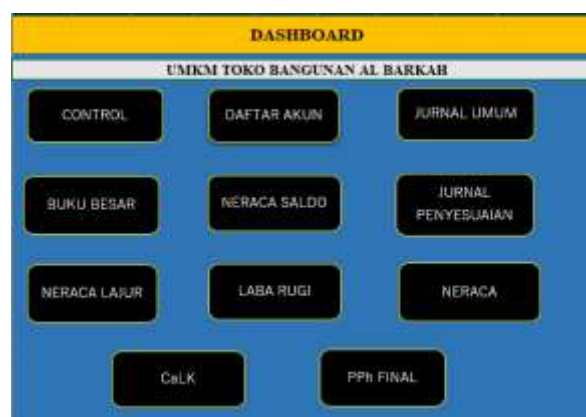 DASHBOARD
UMKM TOKO BANGUNAN AL BARKAH
CONTROL
DAFTAR AKUN
JURNAL UMUM
BUKU BESAR
NERACA SALDO
JURNAL
PENYESUAIAN
NERACA LAJUR
LABA RUGI
NERACA
CaLK
PPh FINAL